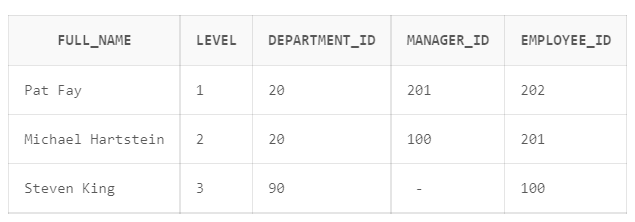 FULL_NAME LEVEL DEPARTMENT_ID MANAGER_ID EMPLOYEE_ID
Pat Fay 1 20 201 202
Michael Hartstein 2 20 100 201
Steven King 3 90 - 100